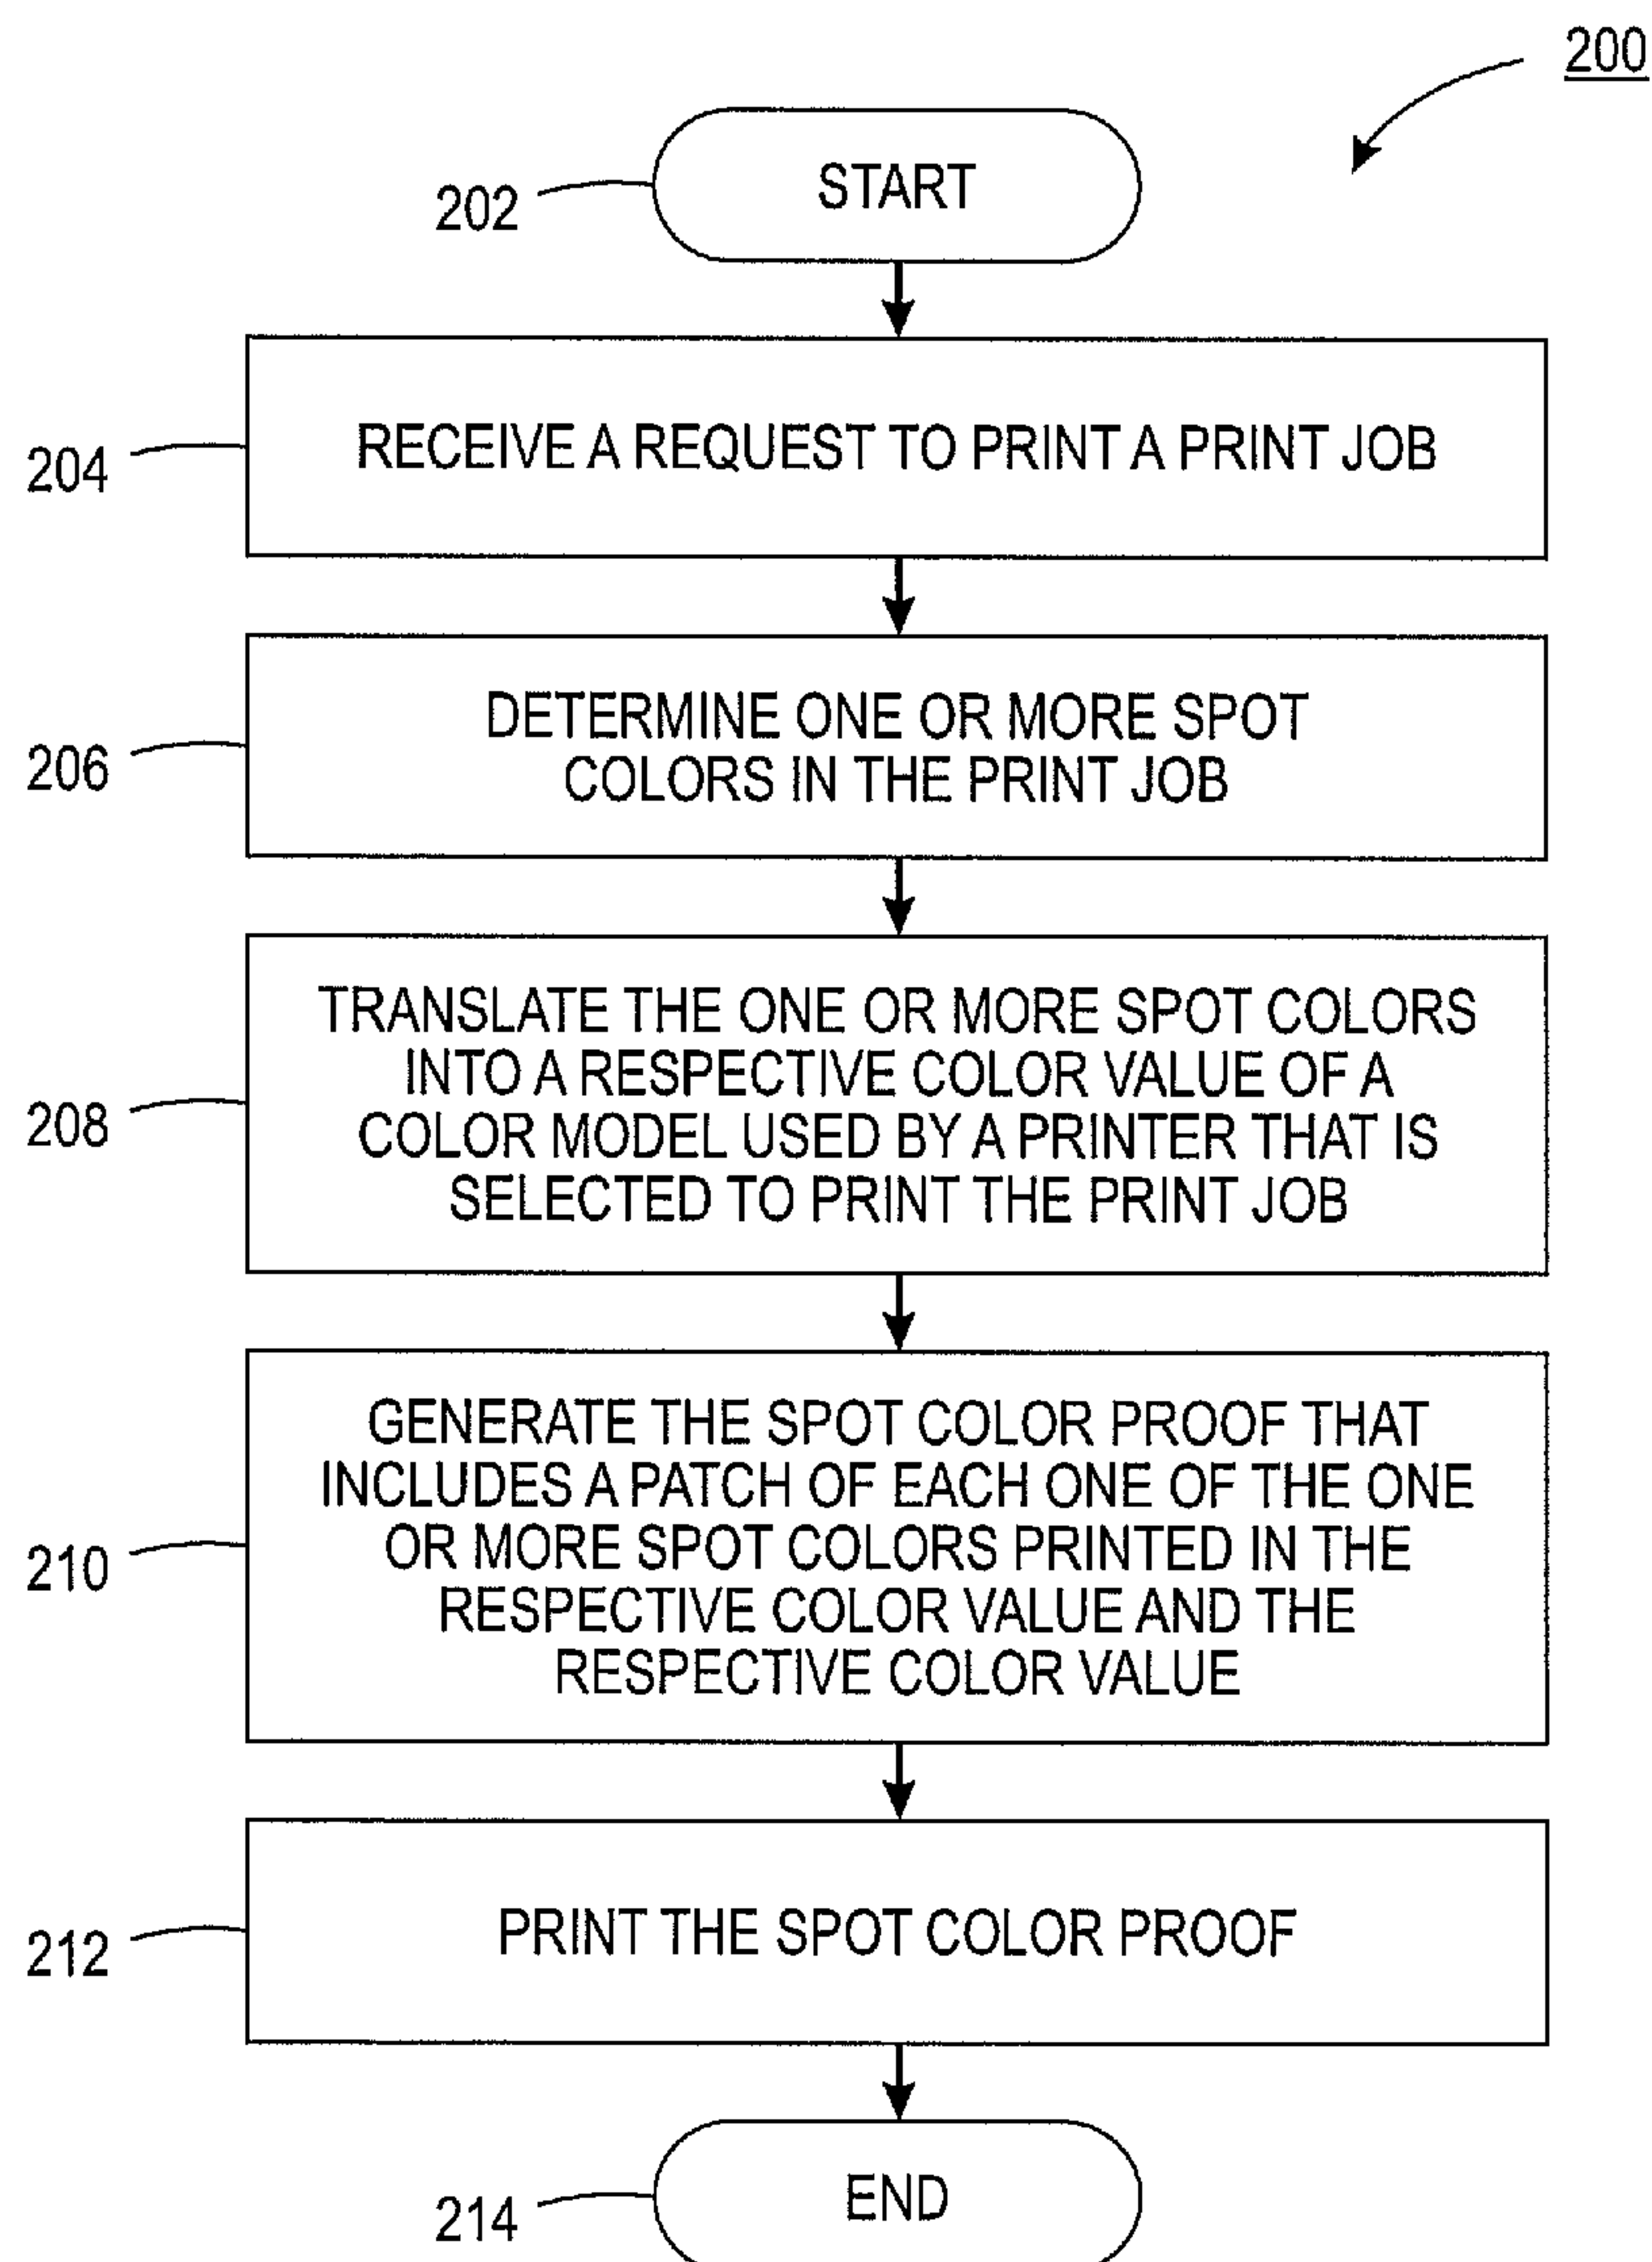 200
202
START
204
RECEIVE A REQUEST TO PRINT A PRINT JOB
206
DETERMINE ONE OR MORE SPOT
COLORS IN THE PRINT JOB
208
TRANSLATE THE ONE OR MORE SPOT COLORS
INTO A RESPECTIVE COLOR VALUE OF A
COLOR MODEL USED BY A PRINTER THAT IS
SELECTED TO PRINT THE PRINT JOB
210
GENERATE THE SPOT COLOR PROOF THAT
INCLUDES A PATCH OF EACH ONE OF THE ONE
OR MORE SPOT COLORS PRINTED IN THE
RESPECTIVE COLOR VALUE AND THE
RESPECTIVE COLOR VALUE
212
PRINT THE SPOT COLOR PROOF
214
END